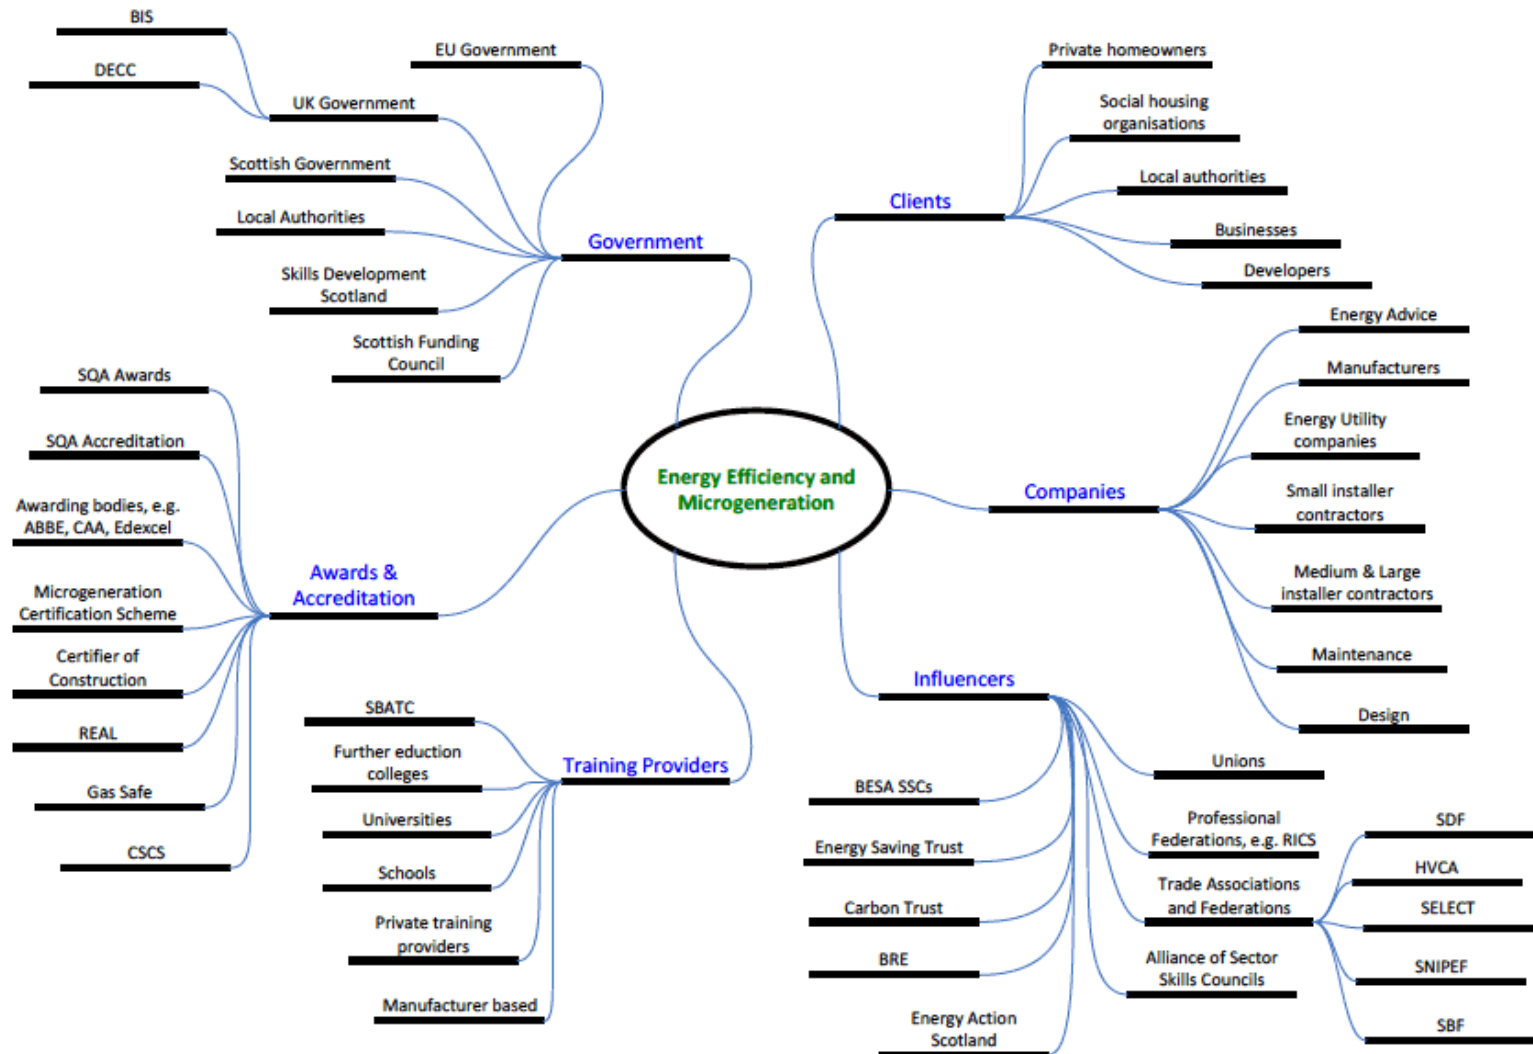 BIS
DECC
UK Government
EU Government
Scottish Government
Local Authorities
Skills Development
Scotland
Scottish Funding
Council
Government
Private homeowners
Social housing
organisations
Local authorities
Businesses
Developers
Clients
Energy Efficiency and
Microgeneration
Energy Advice
Manufacturers
Energy Utility
companies
Small installer
contractors
Medium & Large
installer contractors
Maintenance
Design
Companies
SQA Awards
SQA Accreditation
Awarding bodies, e.g.
ABBE, CAA, Edexcel
Microgeneration
Certification Scheme
Certifier of
Construction
REAL
Gas Safe
CSCS
Awards &
Accreditation
SBATC
Further eduction
colleges
Universities
Schools
Private training
providers
Manufacturer based
Training Providers
Influencers
BESA SSCs
Energy Saving Trust
Carbon Trust
BRE
Energy Action
Scotland
Unions
Professional
Federations, e.g. RICS
Trade Associations
and Federations
Alliance of Sector
Skills Councils
SDF
HVCA
SELECT
SNIPEF
SBF